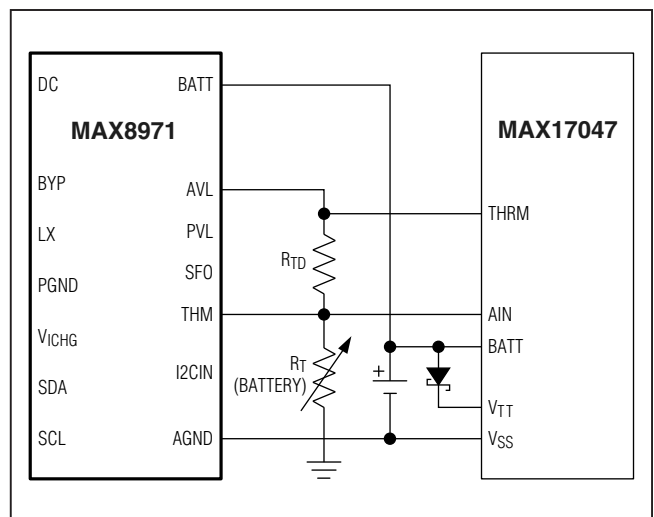 DC
BATT
MAX8971
MAX17047
BYP
AVL
THRM
LX
PVL
RTD
SFO
PGND
THM
AIN
VICHG
RT
(BATTERY)
+
BATT
I2CIN
SDA
VTT
SCL
AGND
VSS